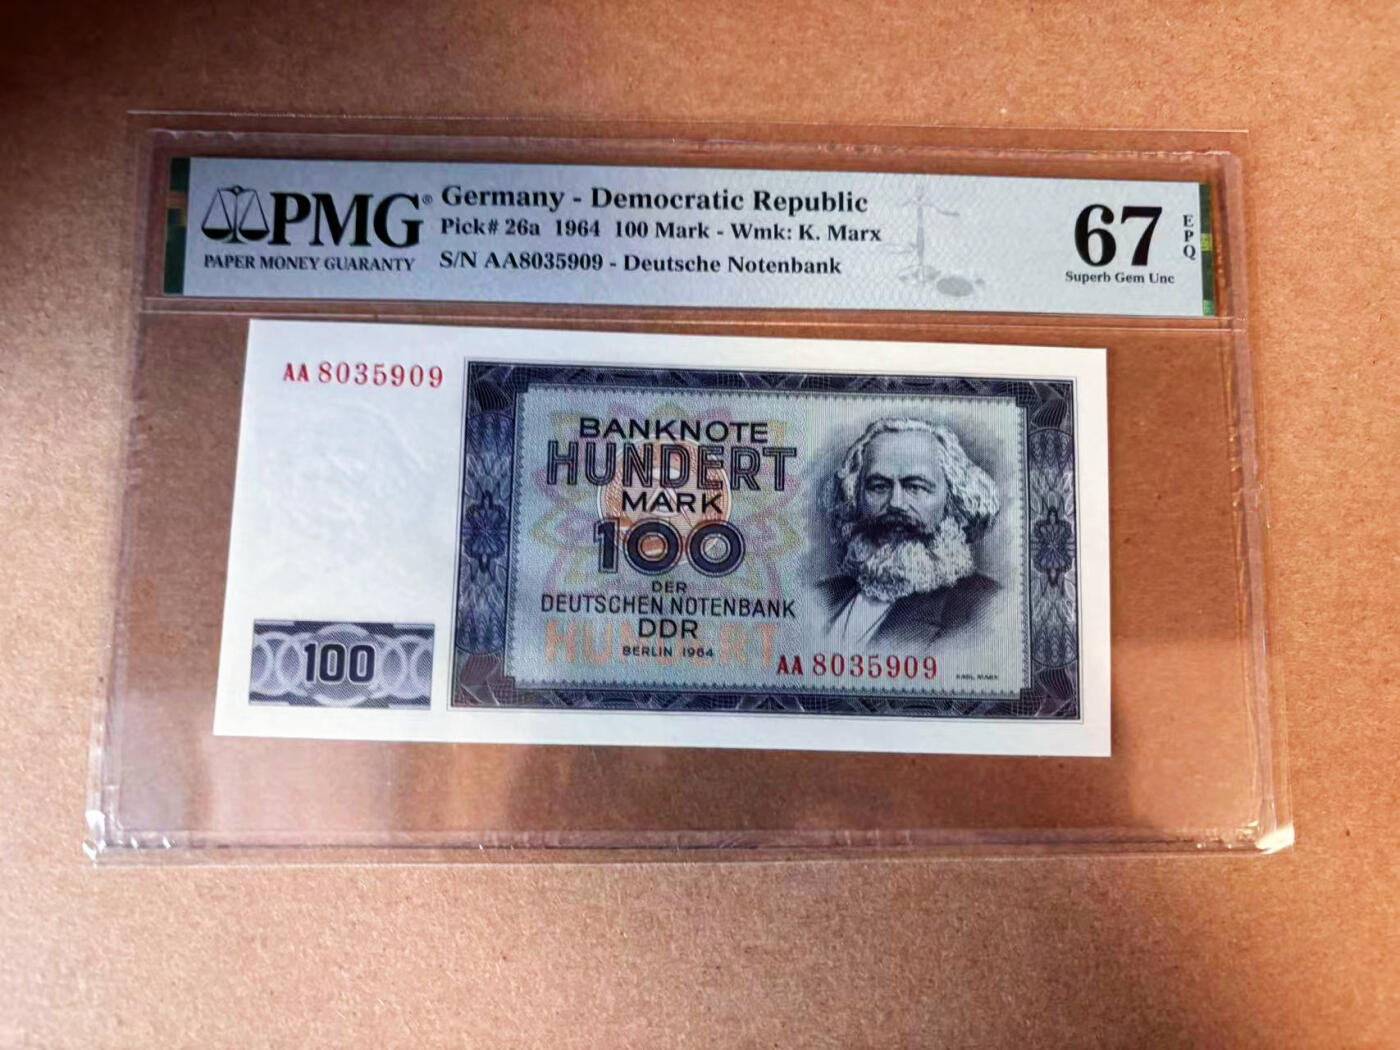 PMG®
PAPER MONEY GUARANTY
Germany - Democratic Republic
Pick# 26a 1964 100 Mark - Wmk: K. Marx
S/N AA8035909 - Deutsche Notenbank
67
EPQ
Superb Gem Unc
AA 8035909
BANKNOTE
HUNDERT
MARK
100
DER
DEUTSCHEN NOTENBANK
DDR
BERLIN 1964
HUNDERT
AA 8035909
KARL MARX
100